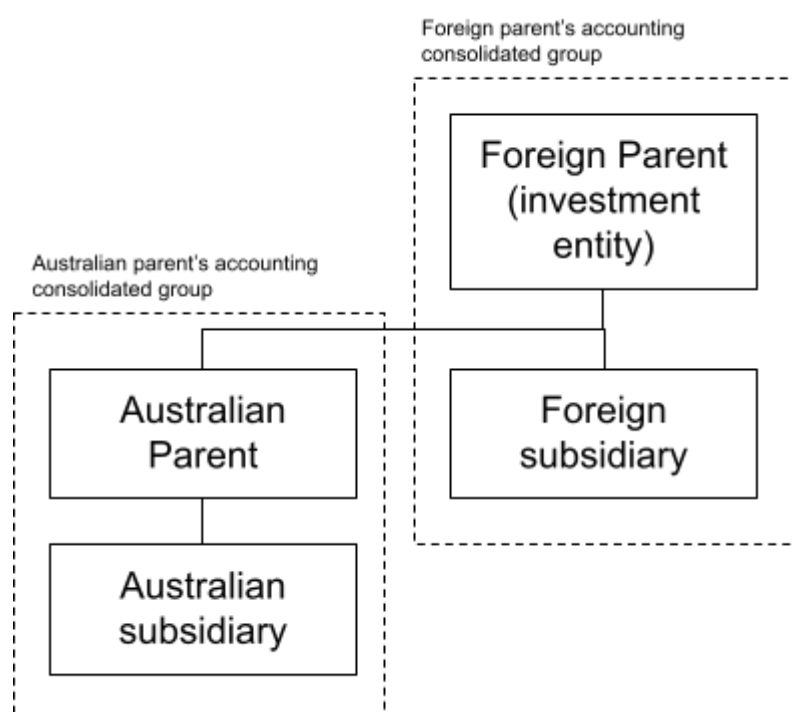 Foreign parent's accounting
consolidated group
Foreign Parent
(investment
entity)
Australian parent's accounting
consolidated group
Australian
Parent
Foreign
subsidiary
Australian
subsidiary